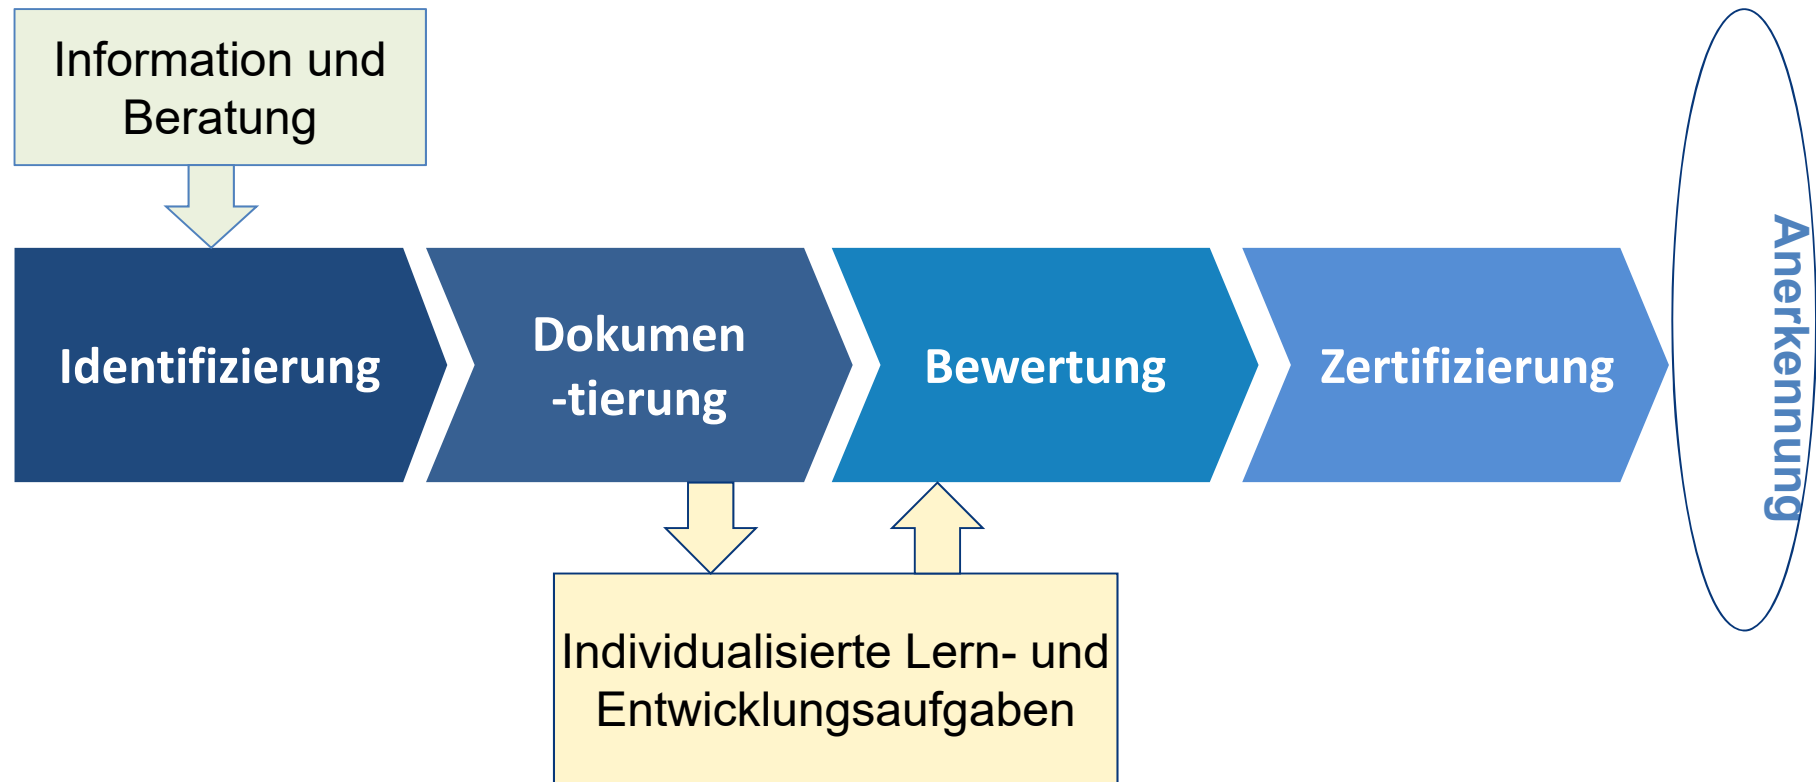 Information und
Beratung
Identifizierung
Dokumen
-tierung
Bewertung
Zertifizierung
Anerkennung
Individualisierte Lern- und
Entwicklungsaufgaben